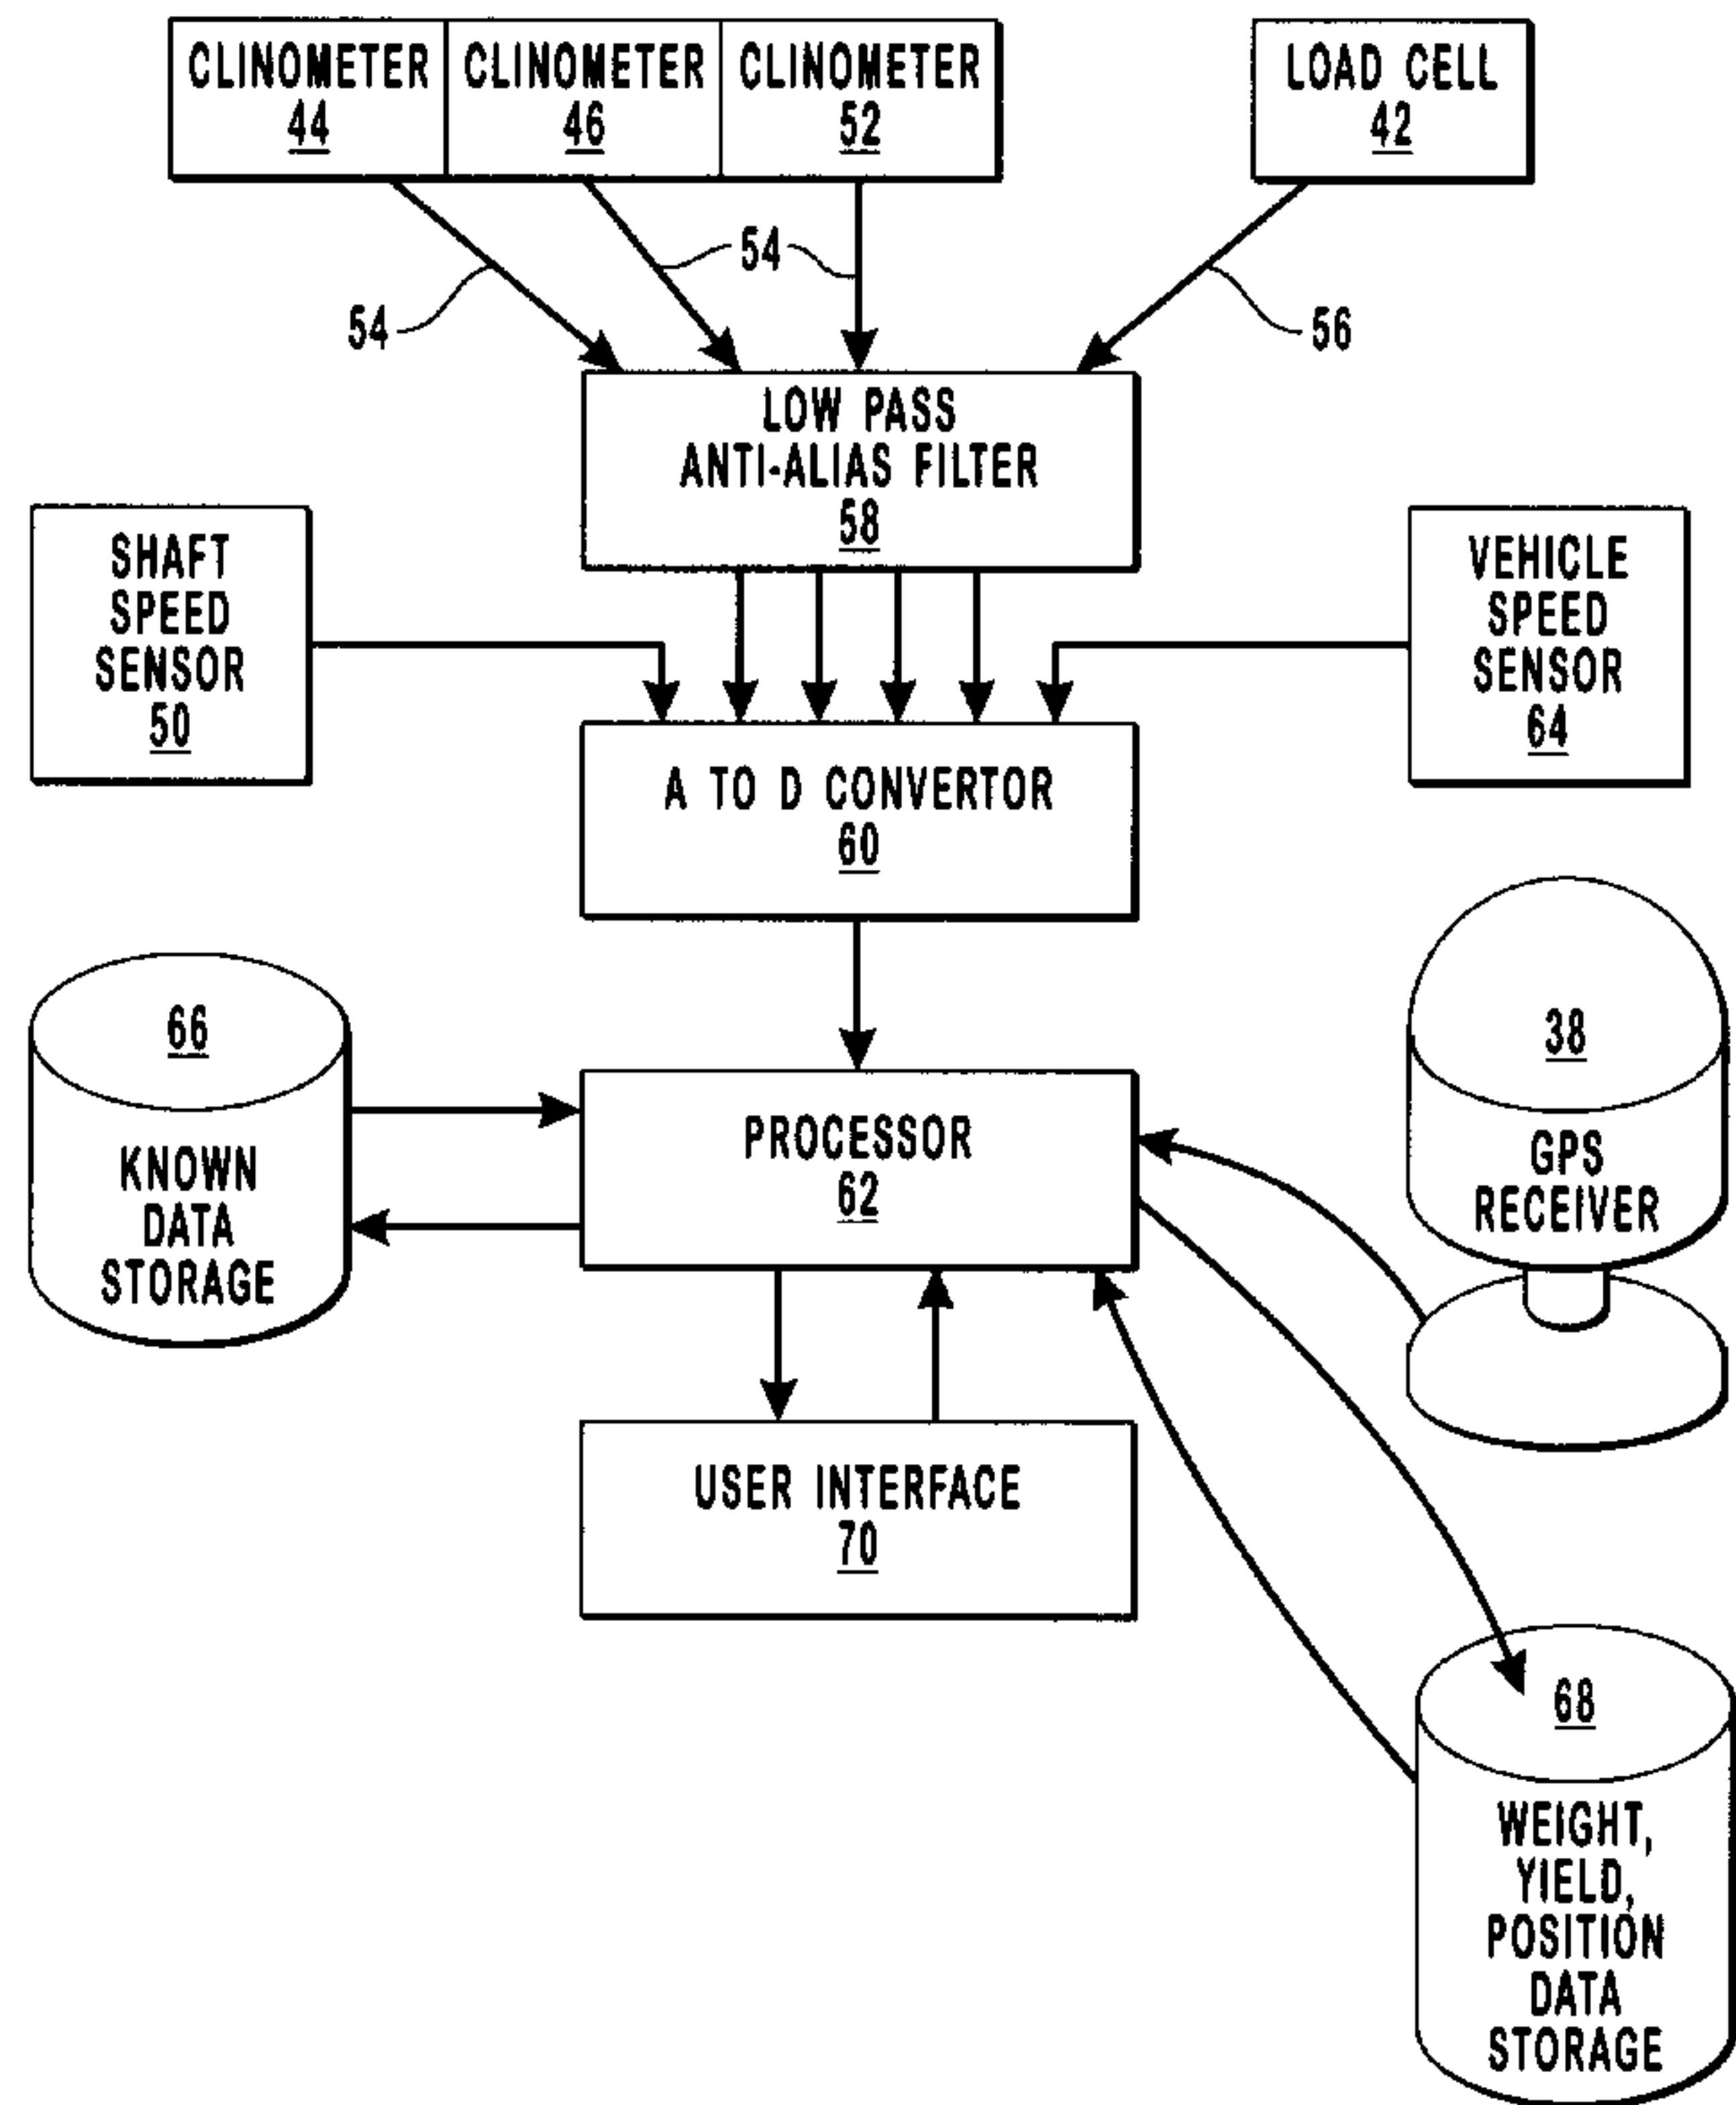 CLINOMETER
44
CLINOMETER
46
CLINOMETER
52
LOAD CELL
42
54
54
56
LOW PASS
ANTI-ALIAS FILTER
58
SHAFT
SPEED
SENSOR
50
VEHICLE
SPEED
SENSOR
64
A TO D CONVERTOR
60
66
KNOWN
DATA
STORAGE
PROCESSOR
62
38
GPS
RECEIVER
USER INTERFACE
70
68
WEIGHT,
YIELD,
POSITION
DATA
STORAGE